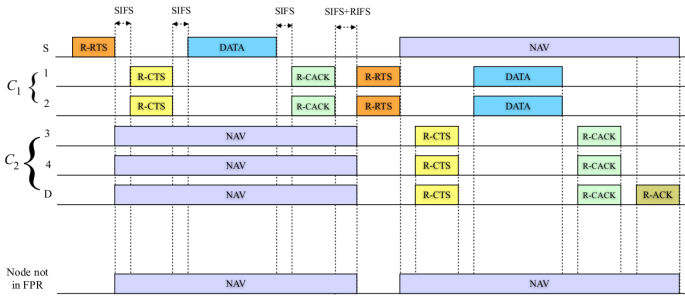 SIFS SIFS SIFS SIFS+RIFS
S R-RTS DATA NAV
C1 1 R-CTS R-CACK R-RTS DATA
2 R-CTS R-CACK R-RTS DATA
C2 3 NAV R-CTS R-CACK
4 NAV R-CTS R-CACK
D NAV R-CTS R-CACK R-ACK
Node not
in FPR NAV NAV